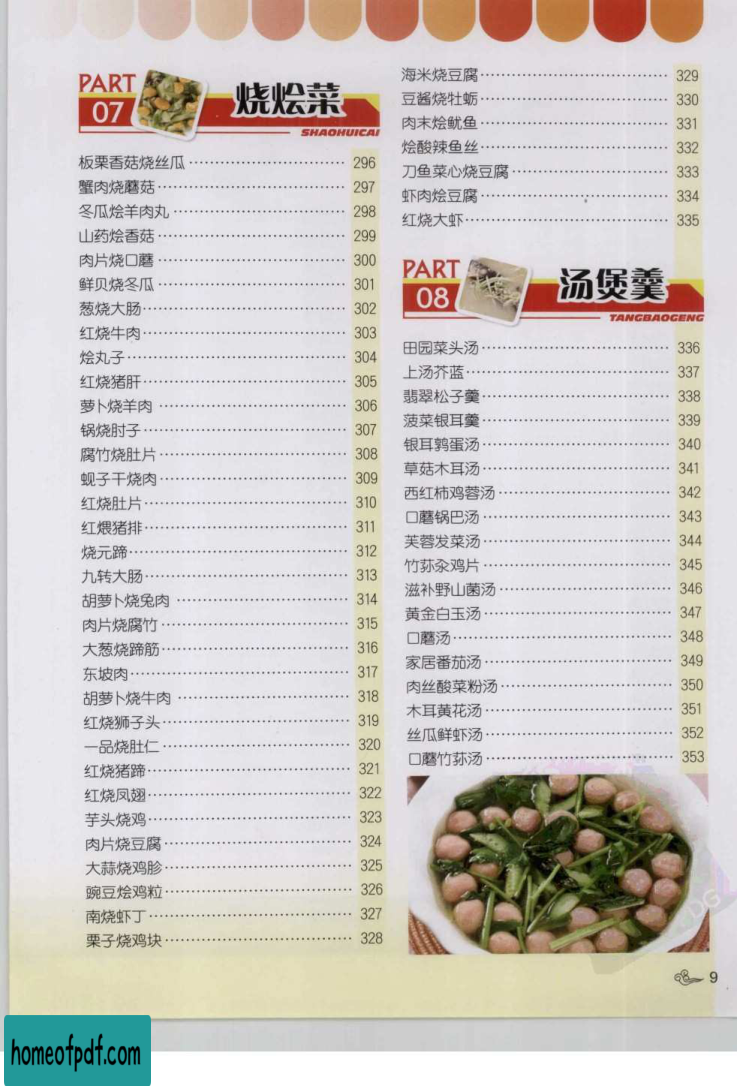 PART
07
烧烩菜
SHAOHUICAI
板栗香菇烧丝瓜 296
蟹肉烧蘑菇 297
冬瓜烩羊肉丸 298
山药烩香菇 299
肉片烧口蘑 300
鲜贝烧冬瓜 301
葱烧大肠 302
红烧牛肉 303
烩丸子 304
红烧猪肝 305
萝卜烧羊肉 306
锅烧肘子 307
腐竹烧肚片 308
蚬子干烧肉 309
红烧肚片 310
红煨猪排 311
烧元蹄 312
九转大肠 313
胡萝卜烧兔肉 314
肉片烧腐竹 315
大葱烧蹄筋 316
东坡肉 317
胡萝卜烧牛肉 318
红烧狮子头 319
一品烧肚仁 320
红烧猪蹄 321
红烧凤翅 322
芋头烧鸡 323
肉片烧豆腐 324
大蒜烧鸡胗 325
豌豆烩鸡粒 326
南烧虾丁 327
栗子烧鸡块 328
海米烧豆腐 329
豆酱烧牡蛎 330
肉末烩鱿鱼 331
烩酸辣鱼丝 332
刀鱼菜心烧豆腐 333
虾肉烩豆腐 334
红烧大虾 335
PART
08
汤煲羹
TANGBAOGENG
田园菜头汤 336
上汤芥蓝 337
翡翠松子羹 338
菠菜银耳羹 339
银耳鹑蛋汤 340
草菇木耳汤 341
西红柿鸡蓉汤 342
口蘑锅巴汤 343
芙蓉发菜汤 344
竹荪汆鸡片 345
滋补野山菌汤 346
黄金白玉汤 347
口蘑汤 348
家居番茄汤 349
肉丝酸菜粉汤 350
木耳黄花汤 351
丝瓜鲜虾汤 352
口蘑竹荪汤 353
9
homeofpdf.com